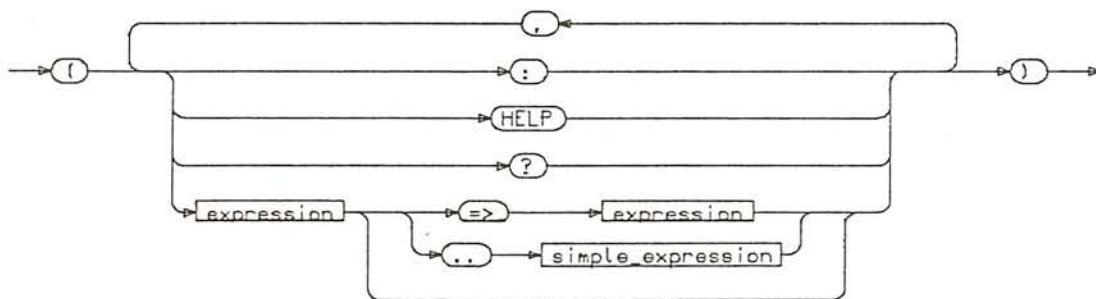 ,
( : )
HELP
?
expression => expression
.. simple_expression